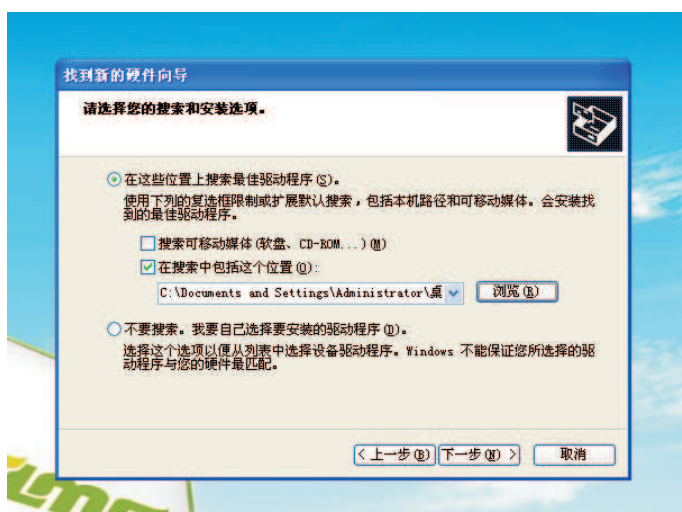 找到新的硬件向导
请选择您的搜索和安装选项。
在这些位置上搜索最佳驱动程序(S)。
使用下列的复选框限制或扩展默认搜索，包括本机路径和可移动媒体。会安装找
到的最佳驱动程序。
搜索可移动媒体(软盘、CD-ROM...)(M)
在搜索中包括这个位置(O):
C:\Documents and Settings\Administrator\桌 浏览(R)
不要搜索。我要自己选择要安装的驱动程序(D)。
选择这个选项以便从列表中选择设备驱动程序。Windows 不能保证您所选择的驱
动程序与您的硬件最匹配。
< 上一步(B) 下一步(N) > 取消